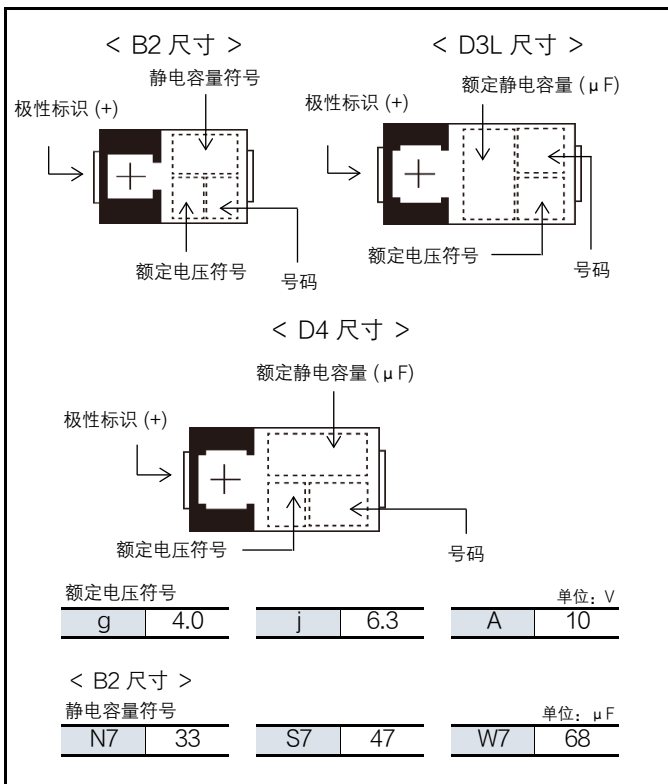 < B2 尺寸 >
静电容量符号
极性标识 (+)
额定电压符号
号码
< D3L 尺寸 >
额定静电容量 (μF)
极性标识 (+)
额定电压符号
号码
< D4 尺寸 >
额定静电容量 (μF)
极性标识 (+)
额定电压符号
号码
额定电压符号 单位: V
g 4.0 j 6.3 A 10
< B2 尺寸 >
静电容量符号 单位: μF
N7 33 S7 47 W7 68